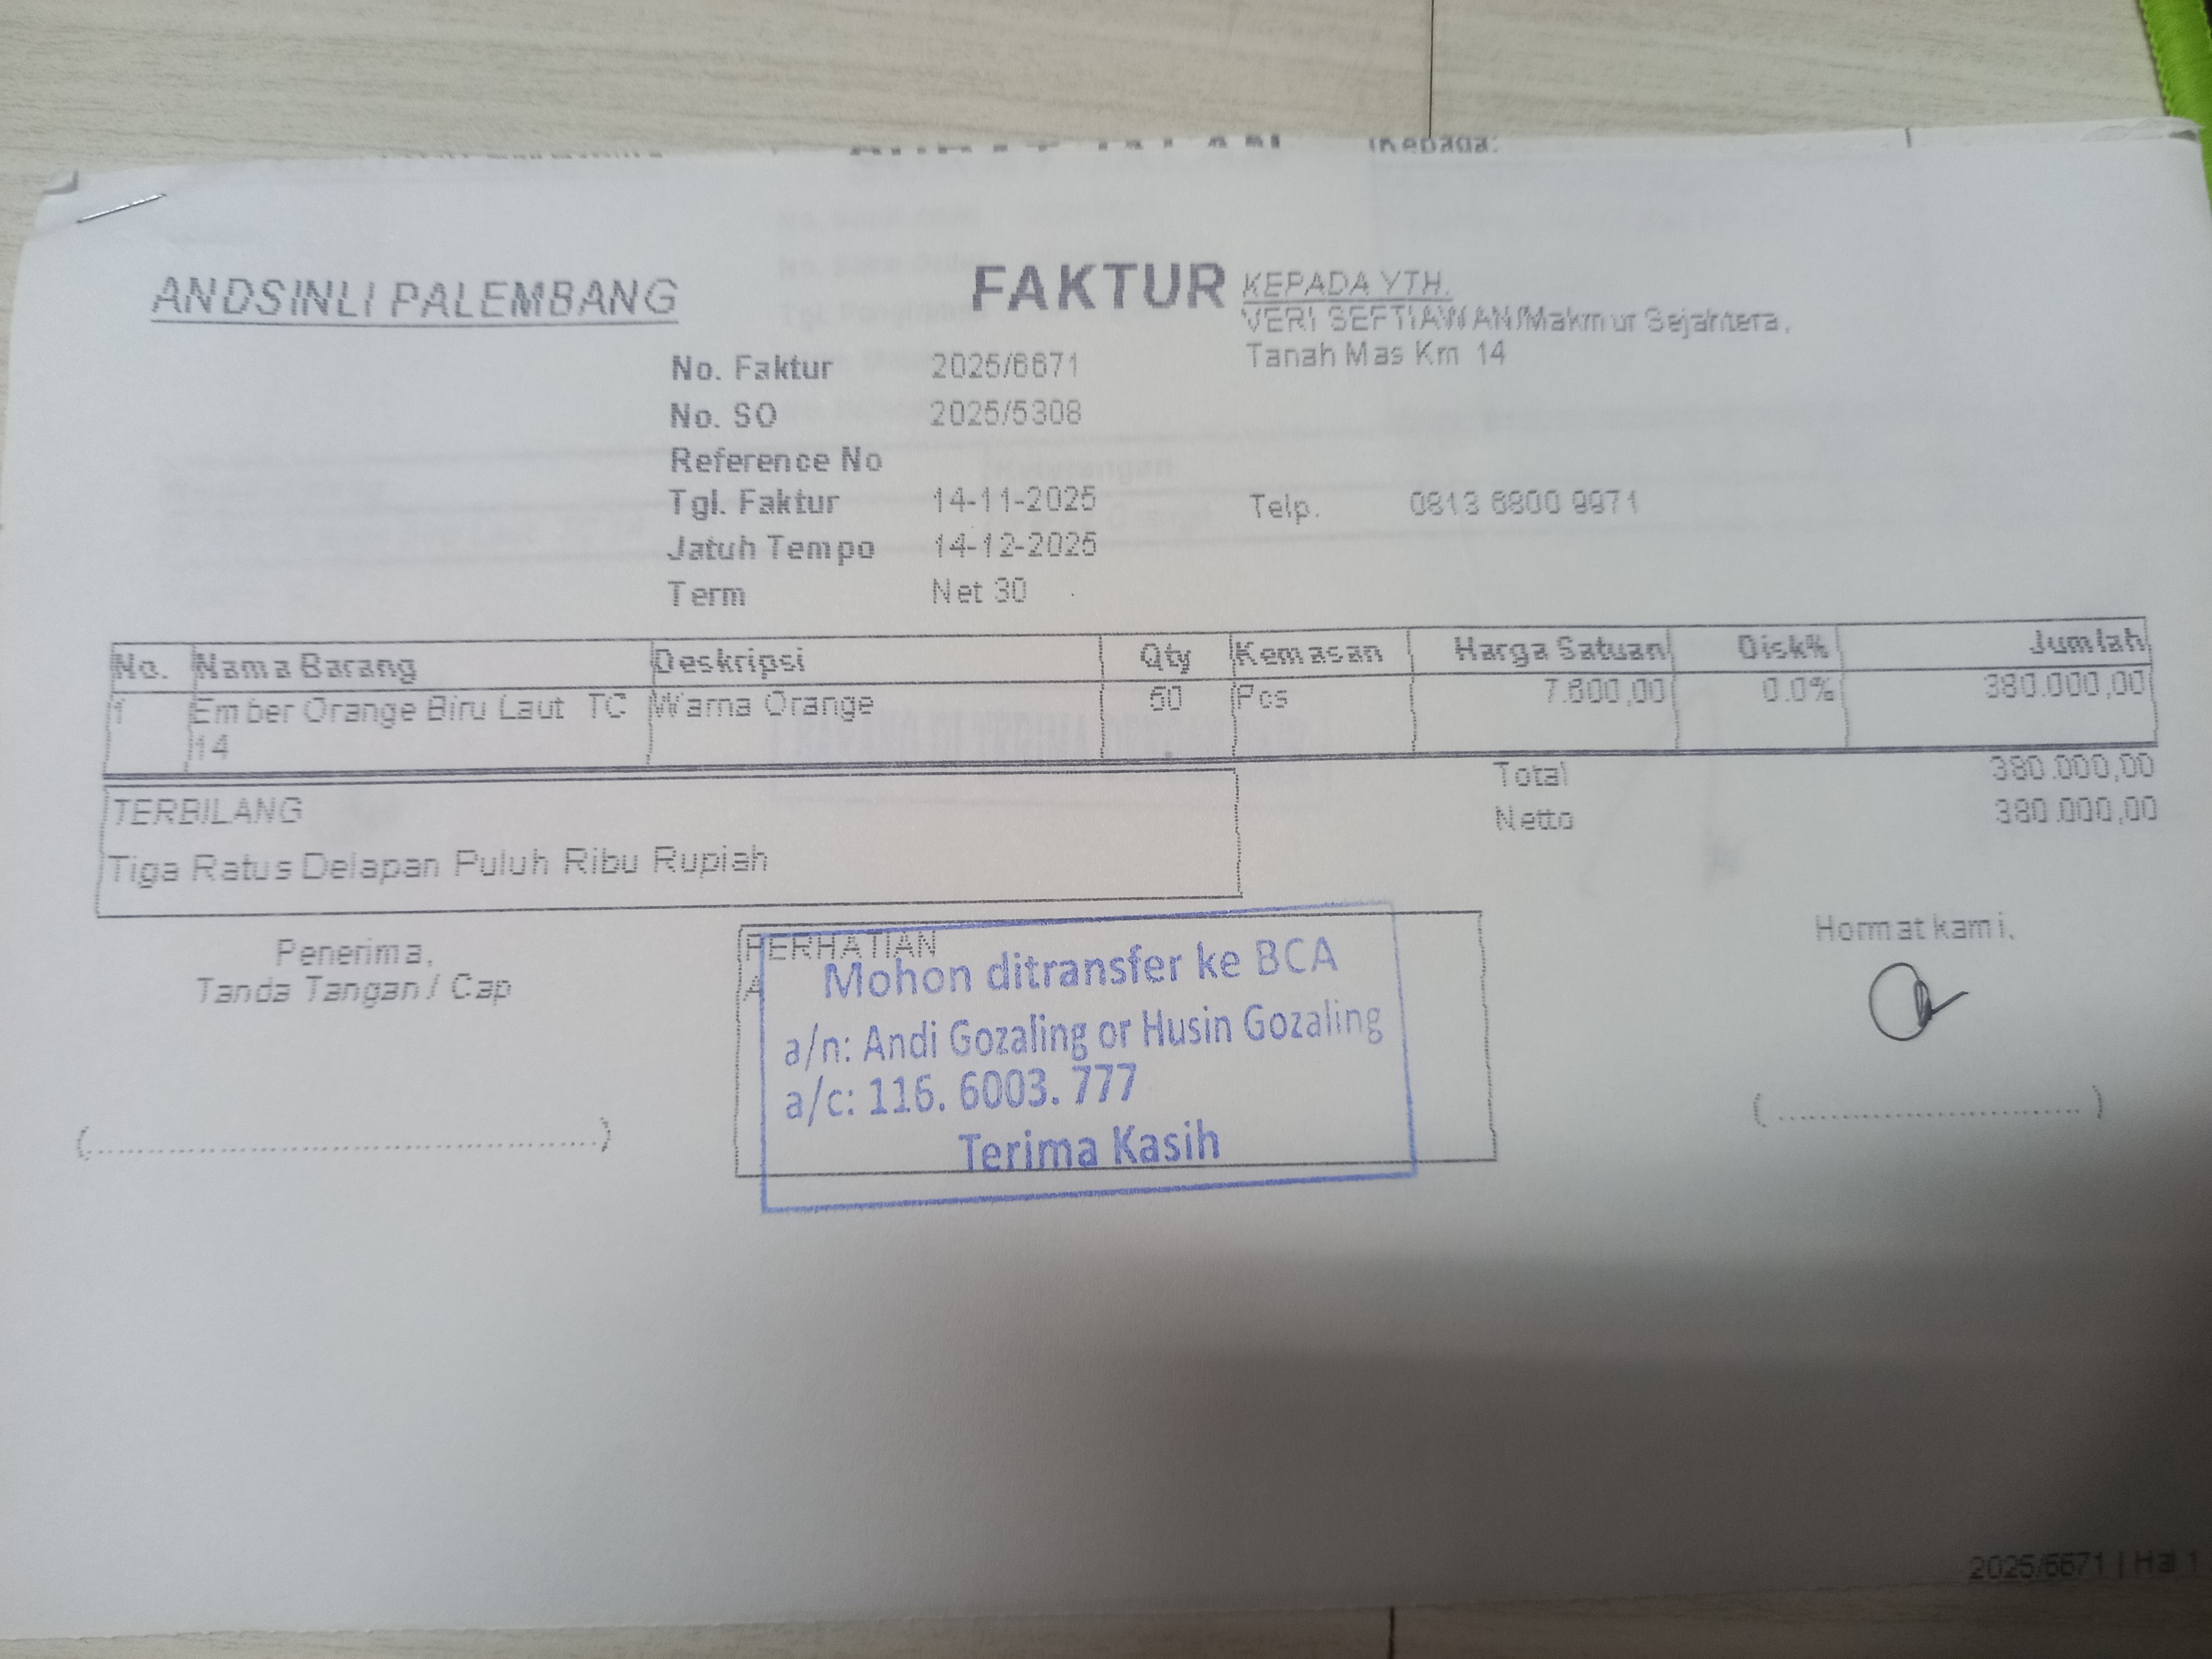 Kepada:
ANDSINLI PALEMBANG
FAKTUR
KEPADA YTH.
VERI SEFTIAWAN/Makmur Sejahtera,
Tanah Mas Km 14
Telp. 0813 6800 9971
No. Faktur 2025/6671
No. SO 2025/5308
Reference No
Tgl. Faktur 14-11-2025
Jatuh Tempo 14-12-2025
Term Net 30
No. Nama Barang Deskripsi Qty Kemasan Harga Satuan Disk% Jumlah
1 Ember Orange Biru Laut TC Warna Orange 50 Pcs 7.600,00 0.0% 380.000,00
14
Total 380.000,00
Netto 380.000,00
TERBILANG
Tiga Ratus Delapan Puluh Ribu Rupiah
Penerima,
Tanda Tangan / Cap
(.................................................)
PERHATIAN
A
Mohon ditransfer ke BCA
a/n: Andi Gozaling or Husin Gozaling
a/c: 116. 6003. 777
Terima Kasih
Hormat kami,
( ................................. )
2025/6671 | Hal 1